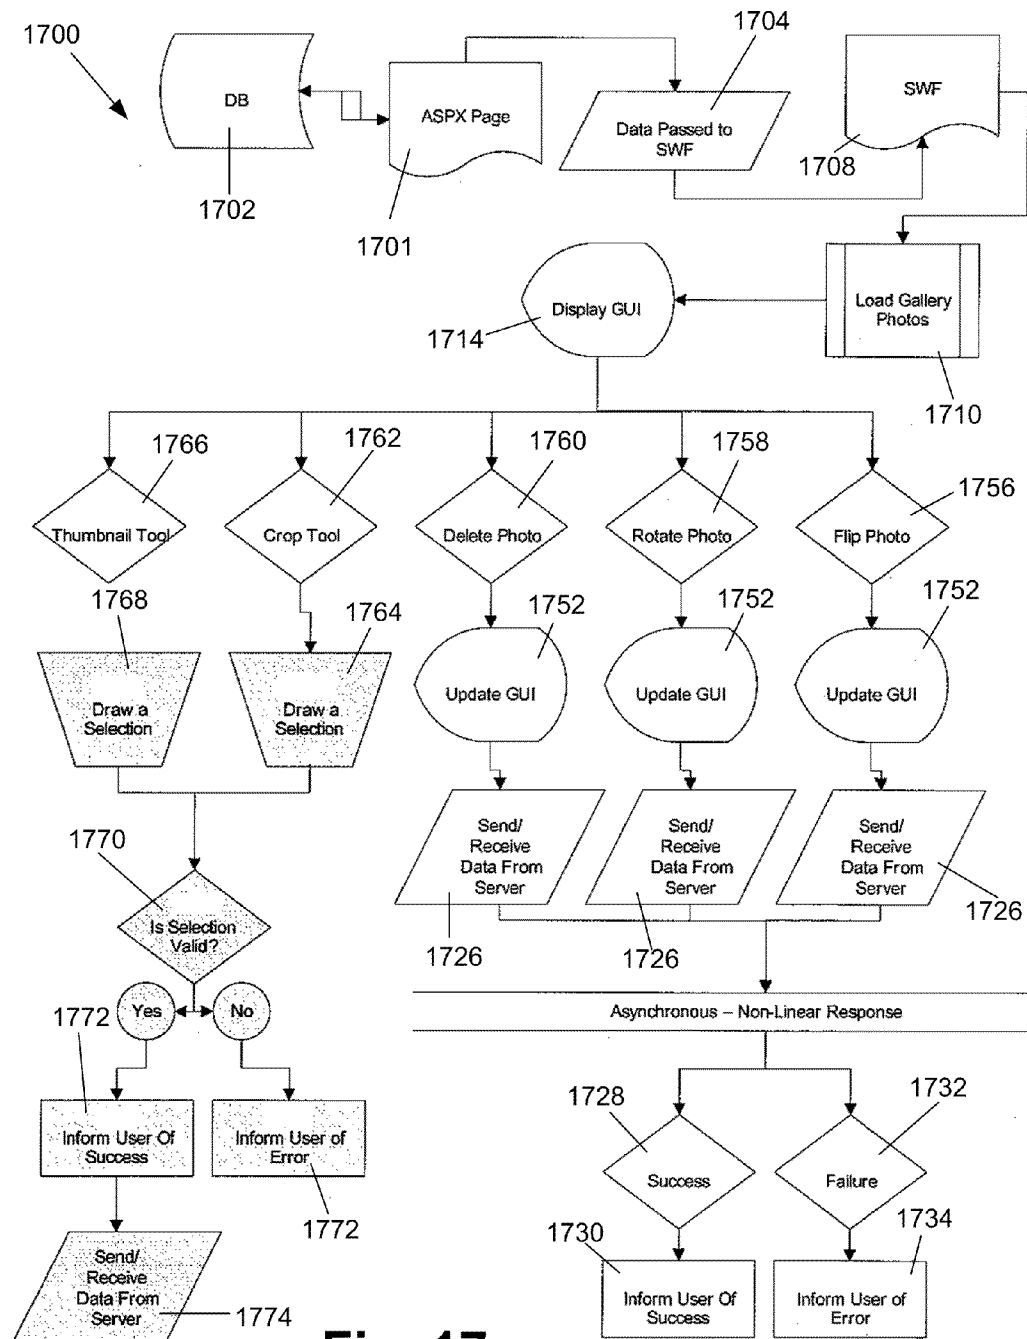 1700
1704
DB
ASPX Page
Data Passed to
SWF
SWF
1708
1702
1701
Display GUI
1714
Load Gallery
Photos
1710
1766
1762
1760
1758
1756
Thumbnail Tool
Crop Tool
Delete Photo
Rotate Photo
Flip Photo
1768
1764
1752
1752
1752
Draw a
Selection
Draw a
Selection
Update GUI
Update GUI
Update GUI
Send/
Receive
Data From
Server
Send/
Receive
Data From
Server
Send/
Receive
Data From
Server
1726
1726
1726
1770
Is Selection
Valid?
Yes
No
Asynchronous – Non-Linear Response
1772
Inform User Of
Success
Inform User of
Error
1772
1728
1732
Success
Failure
1730
1734
Inform User Of
Success
Inform User of
Error
Send/
Receive
Data From
Server
1774
Fig. 17